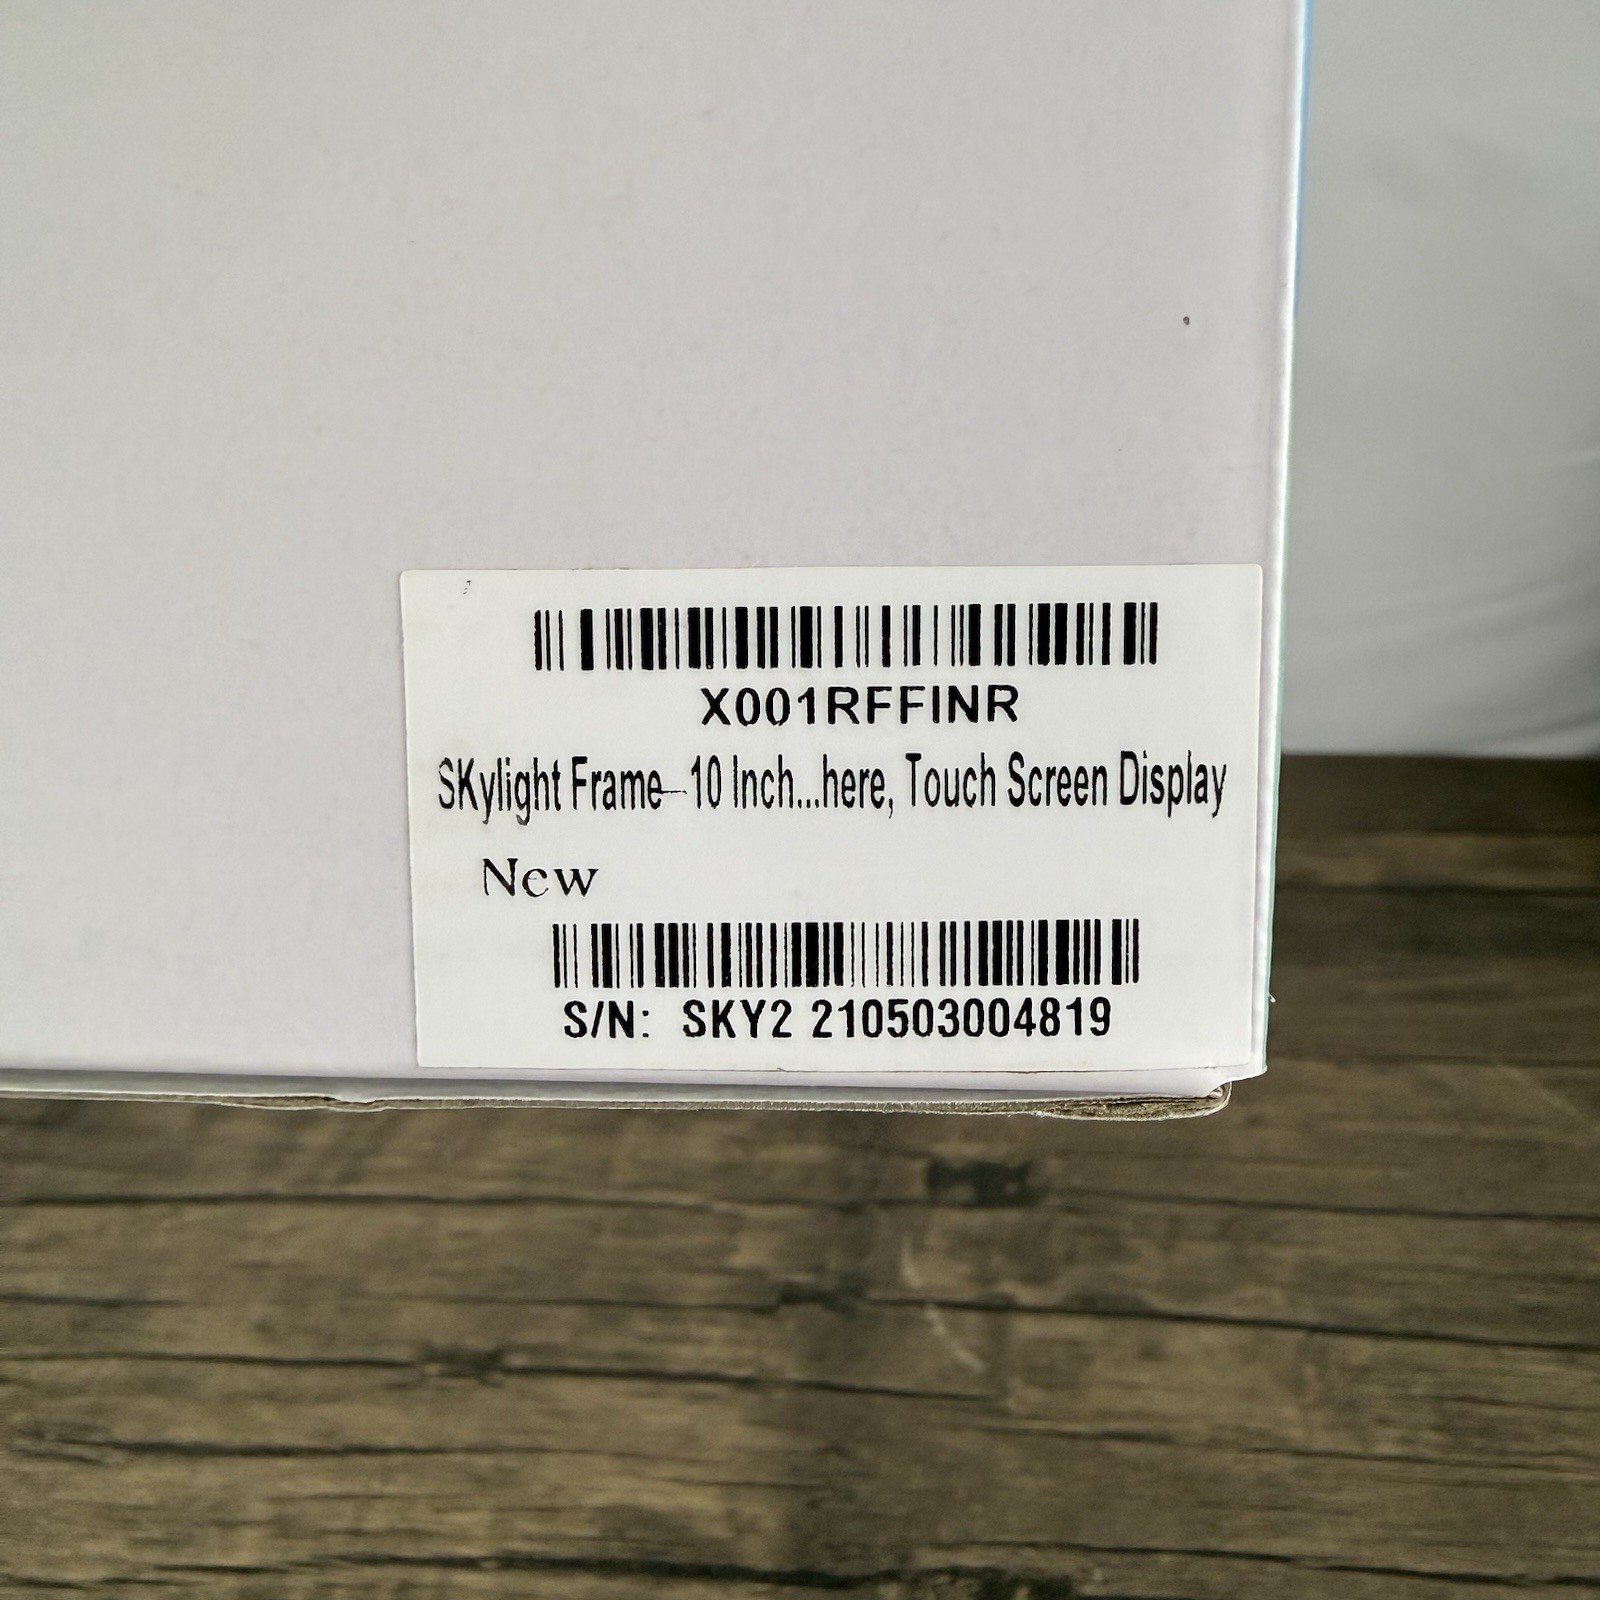 X001RFFINR
SKylight Frame--10 Inch...here, Touch Screen Display
New
S/N: SKY2 210503004819